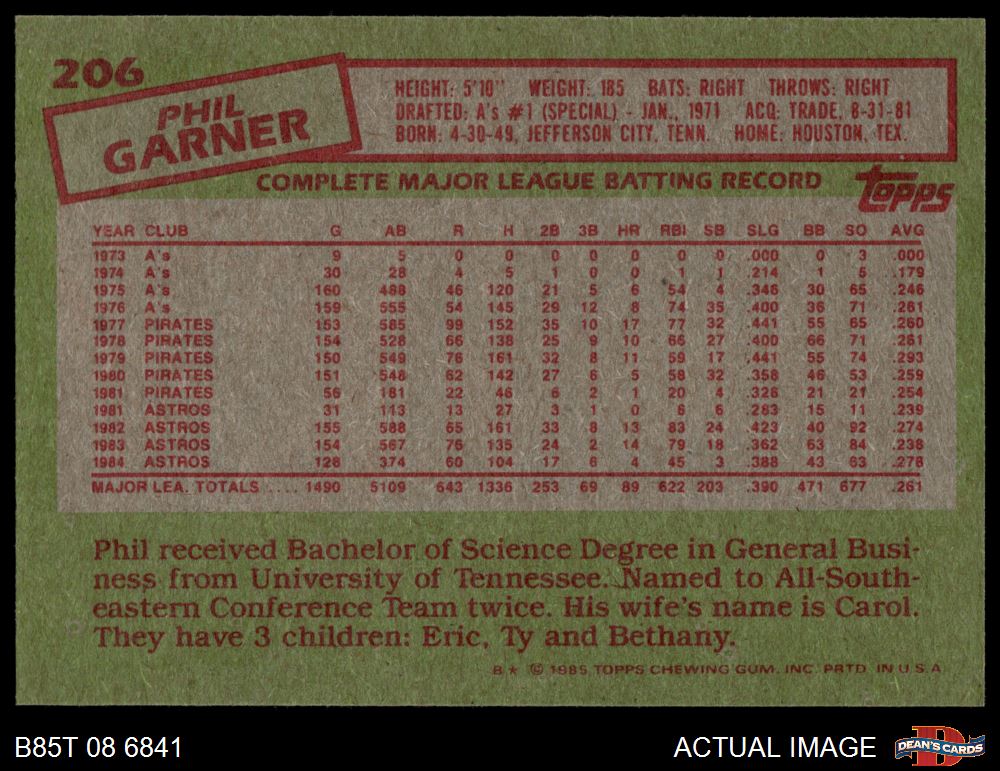 206
PHIL
GARNER
HEIGHT: 5'10" WEIGHT: 185 BATS: RIGHT THROWS: RIGHT
DRAFTED: A's #1 (SPECIAL) - JAN., 1971 ACQ: TRADE, 8-31-81
BORN: 4-30-49, JEFFERSON CITY, TENN. HOME: HOUSTON, TEX.
COMPLETE MAJOR LEAGUE BATTING RECORD
TOPPS
YEAR CLUB G AB R H 2B 3B HR RBI SB SLG BB SO AVG
1973 A's 9 5 0 0 0 0 0 0 0 .000 0 3 .000
1974 A's 30 28 4 5 1 0 0 1 1 .214 1 5 .179
1975 A's 160 488 46 120 21 5 6 54 4 .346 30 65 .246
1976 A's 159 555 54 145 29 12 8 74 35 .400 36 71 .261
1977 PIRATES 153 585 99 152 35 10 17 77 32 .441 55 65 .260
1978 PIRATES 154 528 66 138 25 9 10 66 27 .400 66 71 .261
1979 PIRATES 150 549 76 161 32 8 11 59 17 .441 55 74 .293
1980 PIRATES 151 548 62 142 27 6 5 58 32 .358 46 53 .259
1981 PIRATES 56 181 22 46 6 2 1 20 4 .326 21 21 .254
1981 ASTROS 31 113 13 27 3 1 0 6 6 .283 15 11 .239
1982 ASTROS 155 588 65 161 33 8 13 83 24 .423 40 92 .274
1983 ASTROS 154 567 76 135 24 2 14 79 18 .362 63 84 .238
1984 ASTROS 128 374 60 104 17 6 4 45 3 .388 43 63 .278
MAJOR LEA. TOTALS .... 1490 5109 643 1336 253 69 89 622 203 .390 471 677 .261
Phil received Bachelor of Science Degree in General Busi-
ness from University of Tennessee. Named to All-South-
eastern Conference Team twice. His wife's name is Carol.
They have 3 children: Eric, Ty and Bethany.
B★ © 1985 TOPPS CHEWING GUM, INC. PRTD. IN U.S.A.
B85T 08 6841
ACTUAL IMAGE
D
DEAN'S CARDS